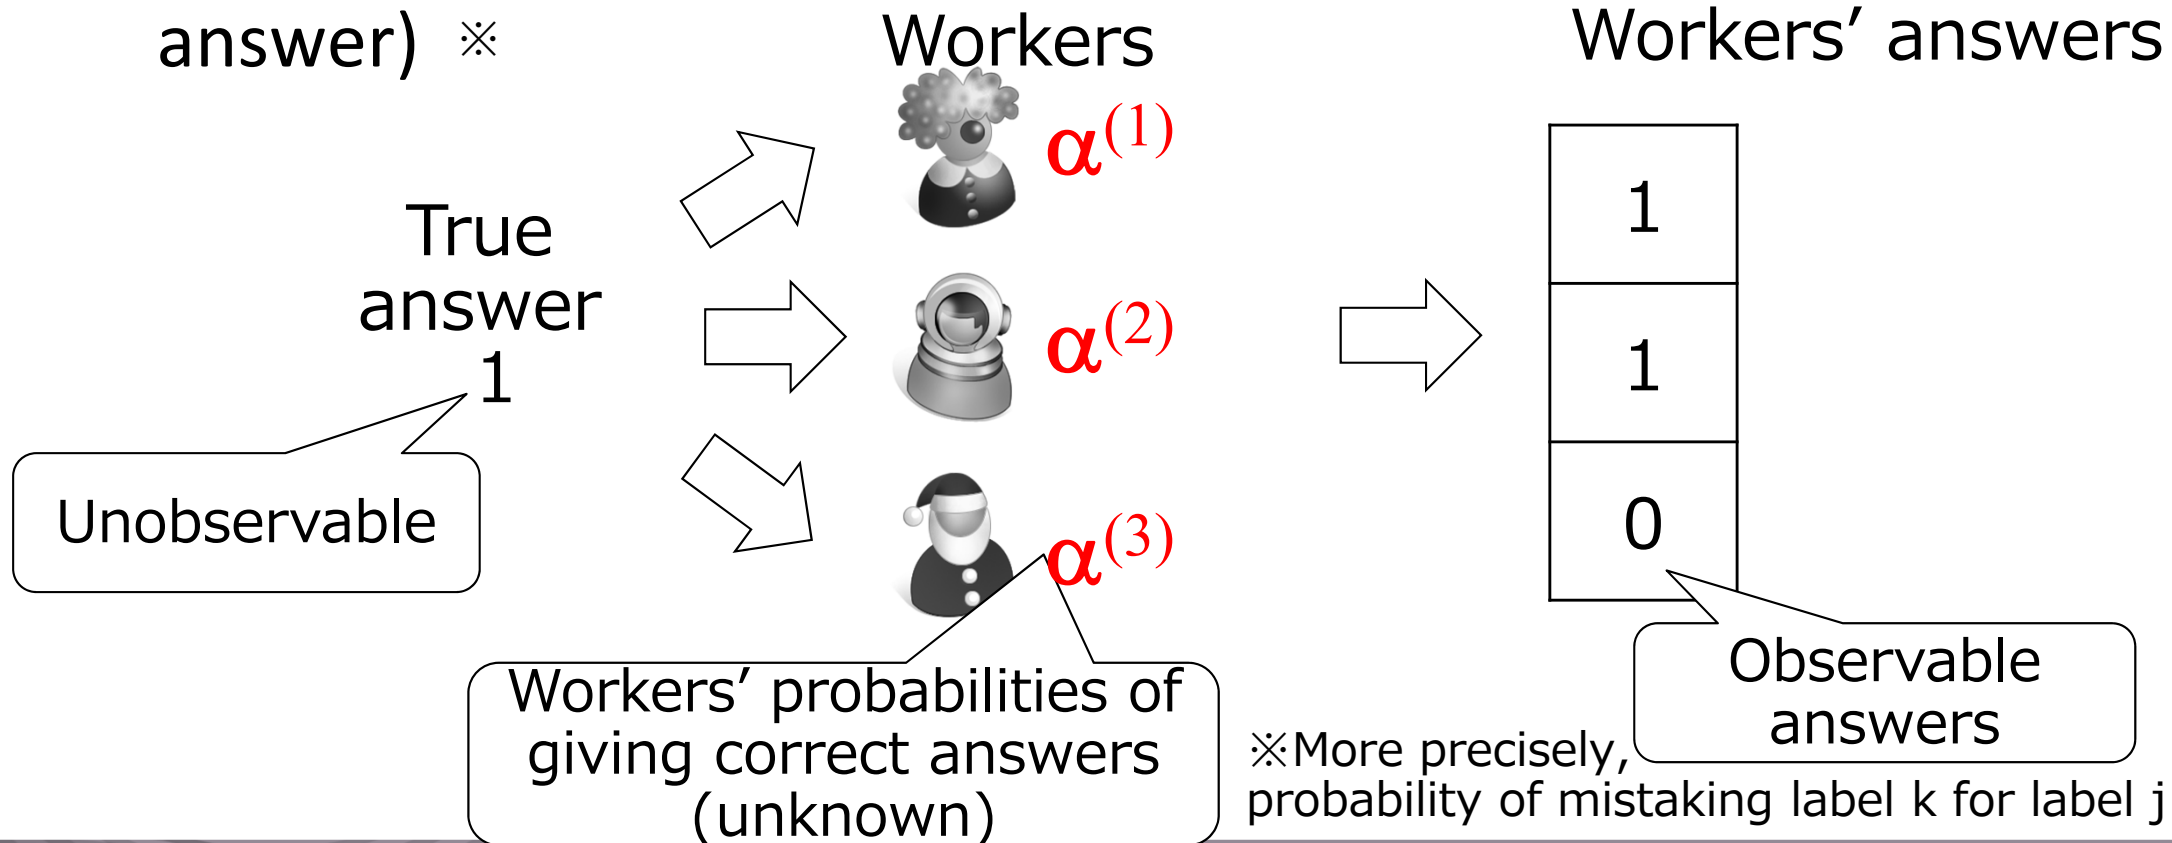 answer) ※
Workers
Workers’ answers
α(1)
True
answer
1
α(2)
α(3)
1
1
0
Unobservable
Workers’ probabilities of
giving correct answers
(unknown)
Observable
answers
※More precisely,
probability of mistaking label k for label j